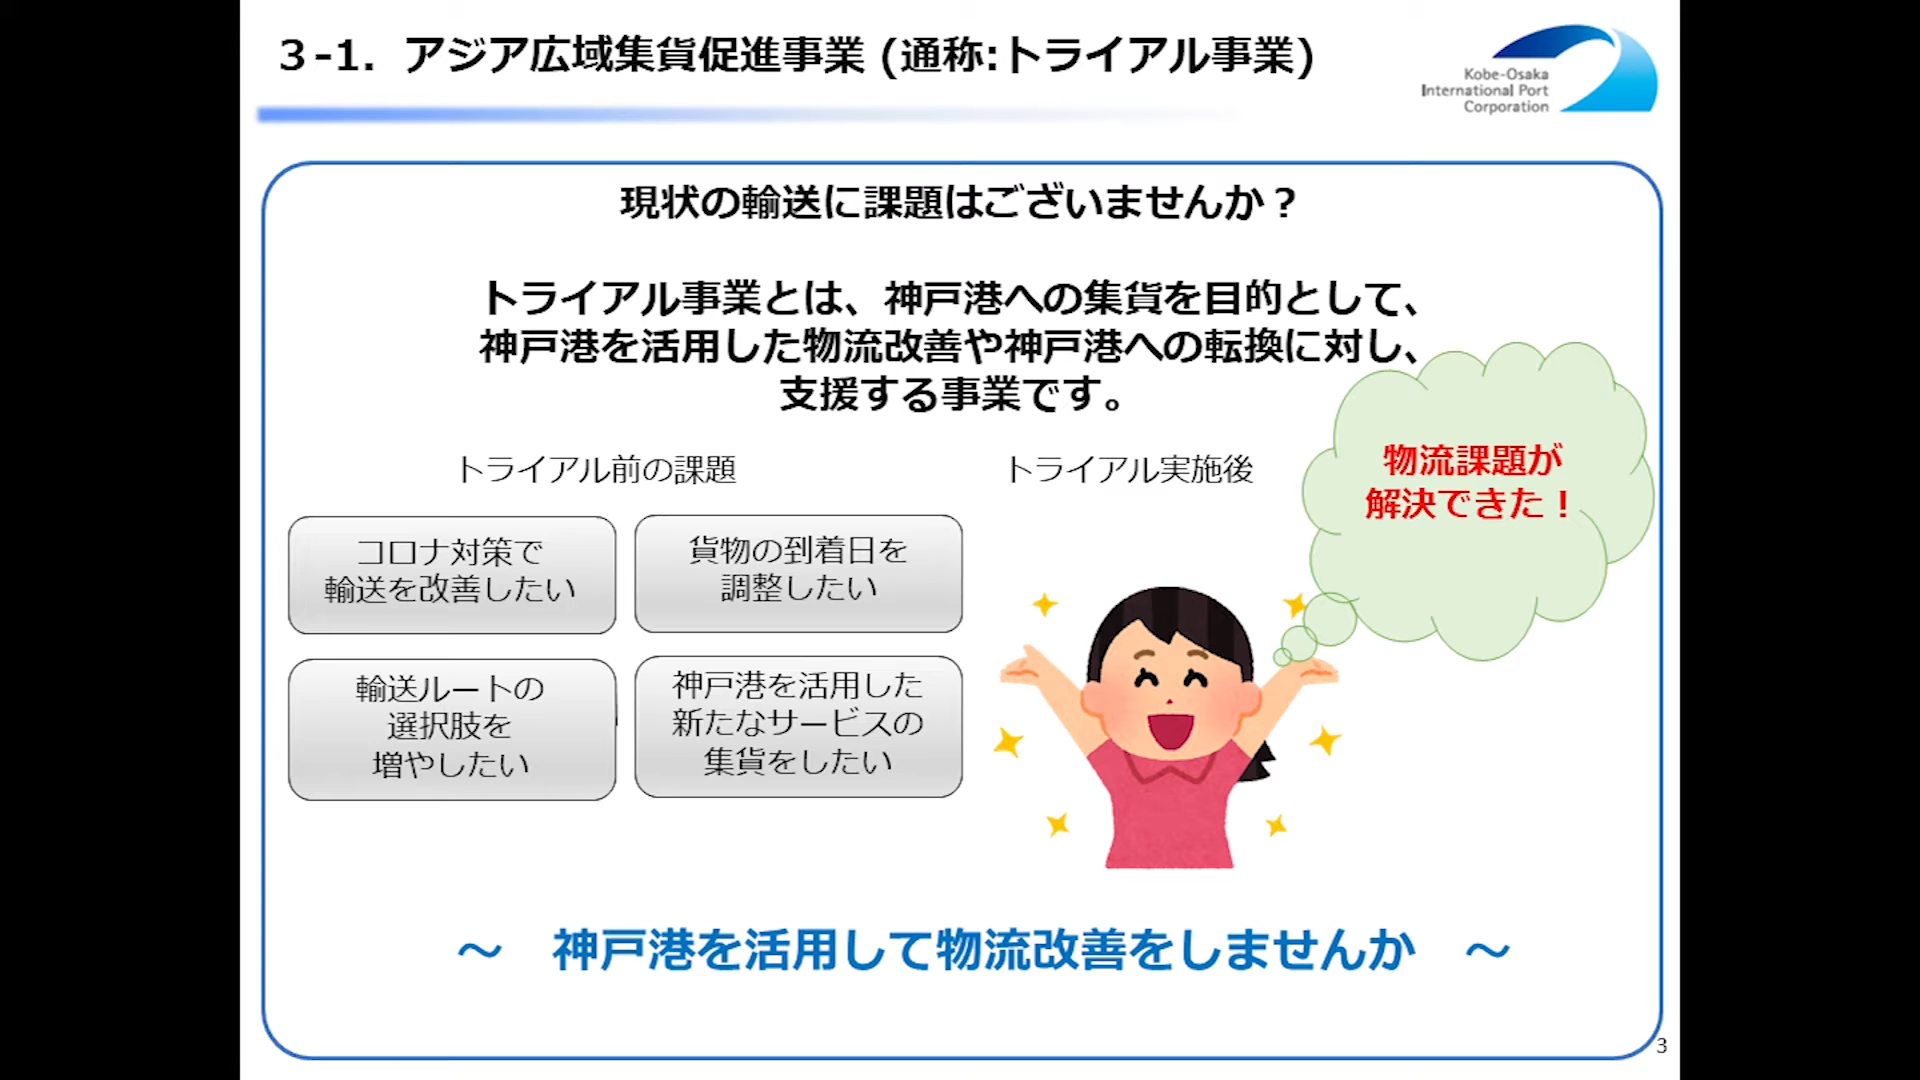 ３-1．アジア広域集貨促進事業 (通称:トライアル事業)
Kobe-Osaka
International Port
Corporation
現状の輸送に課題はございませんか？
トライアル事業とは、神戸港への集貨を目的として、
神戸港を活用した物流改善や神戸港への転換に対し、
支援する事業です。
トライアル前の課題
トライアル実施後
物流課題が
解決できた！
コロナ対策で
輸送を改善したい
貨物の到着日を
調整したい
輸送ルートの
選択肢を
増やしたい
神戸港を活用した
新たなサービスの
集貨をしたい
～　神戸港を活用して物流改善をしませんか　～
3